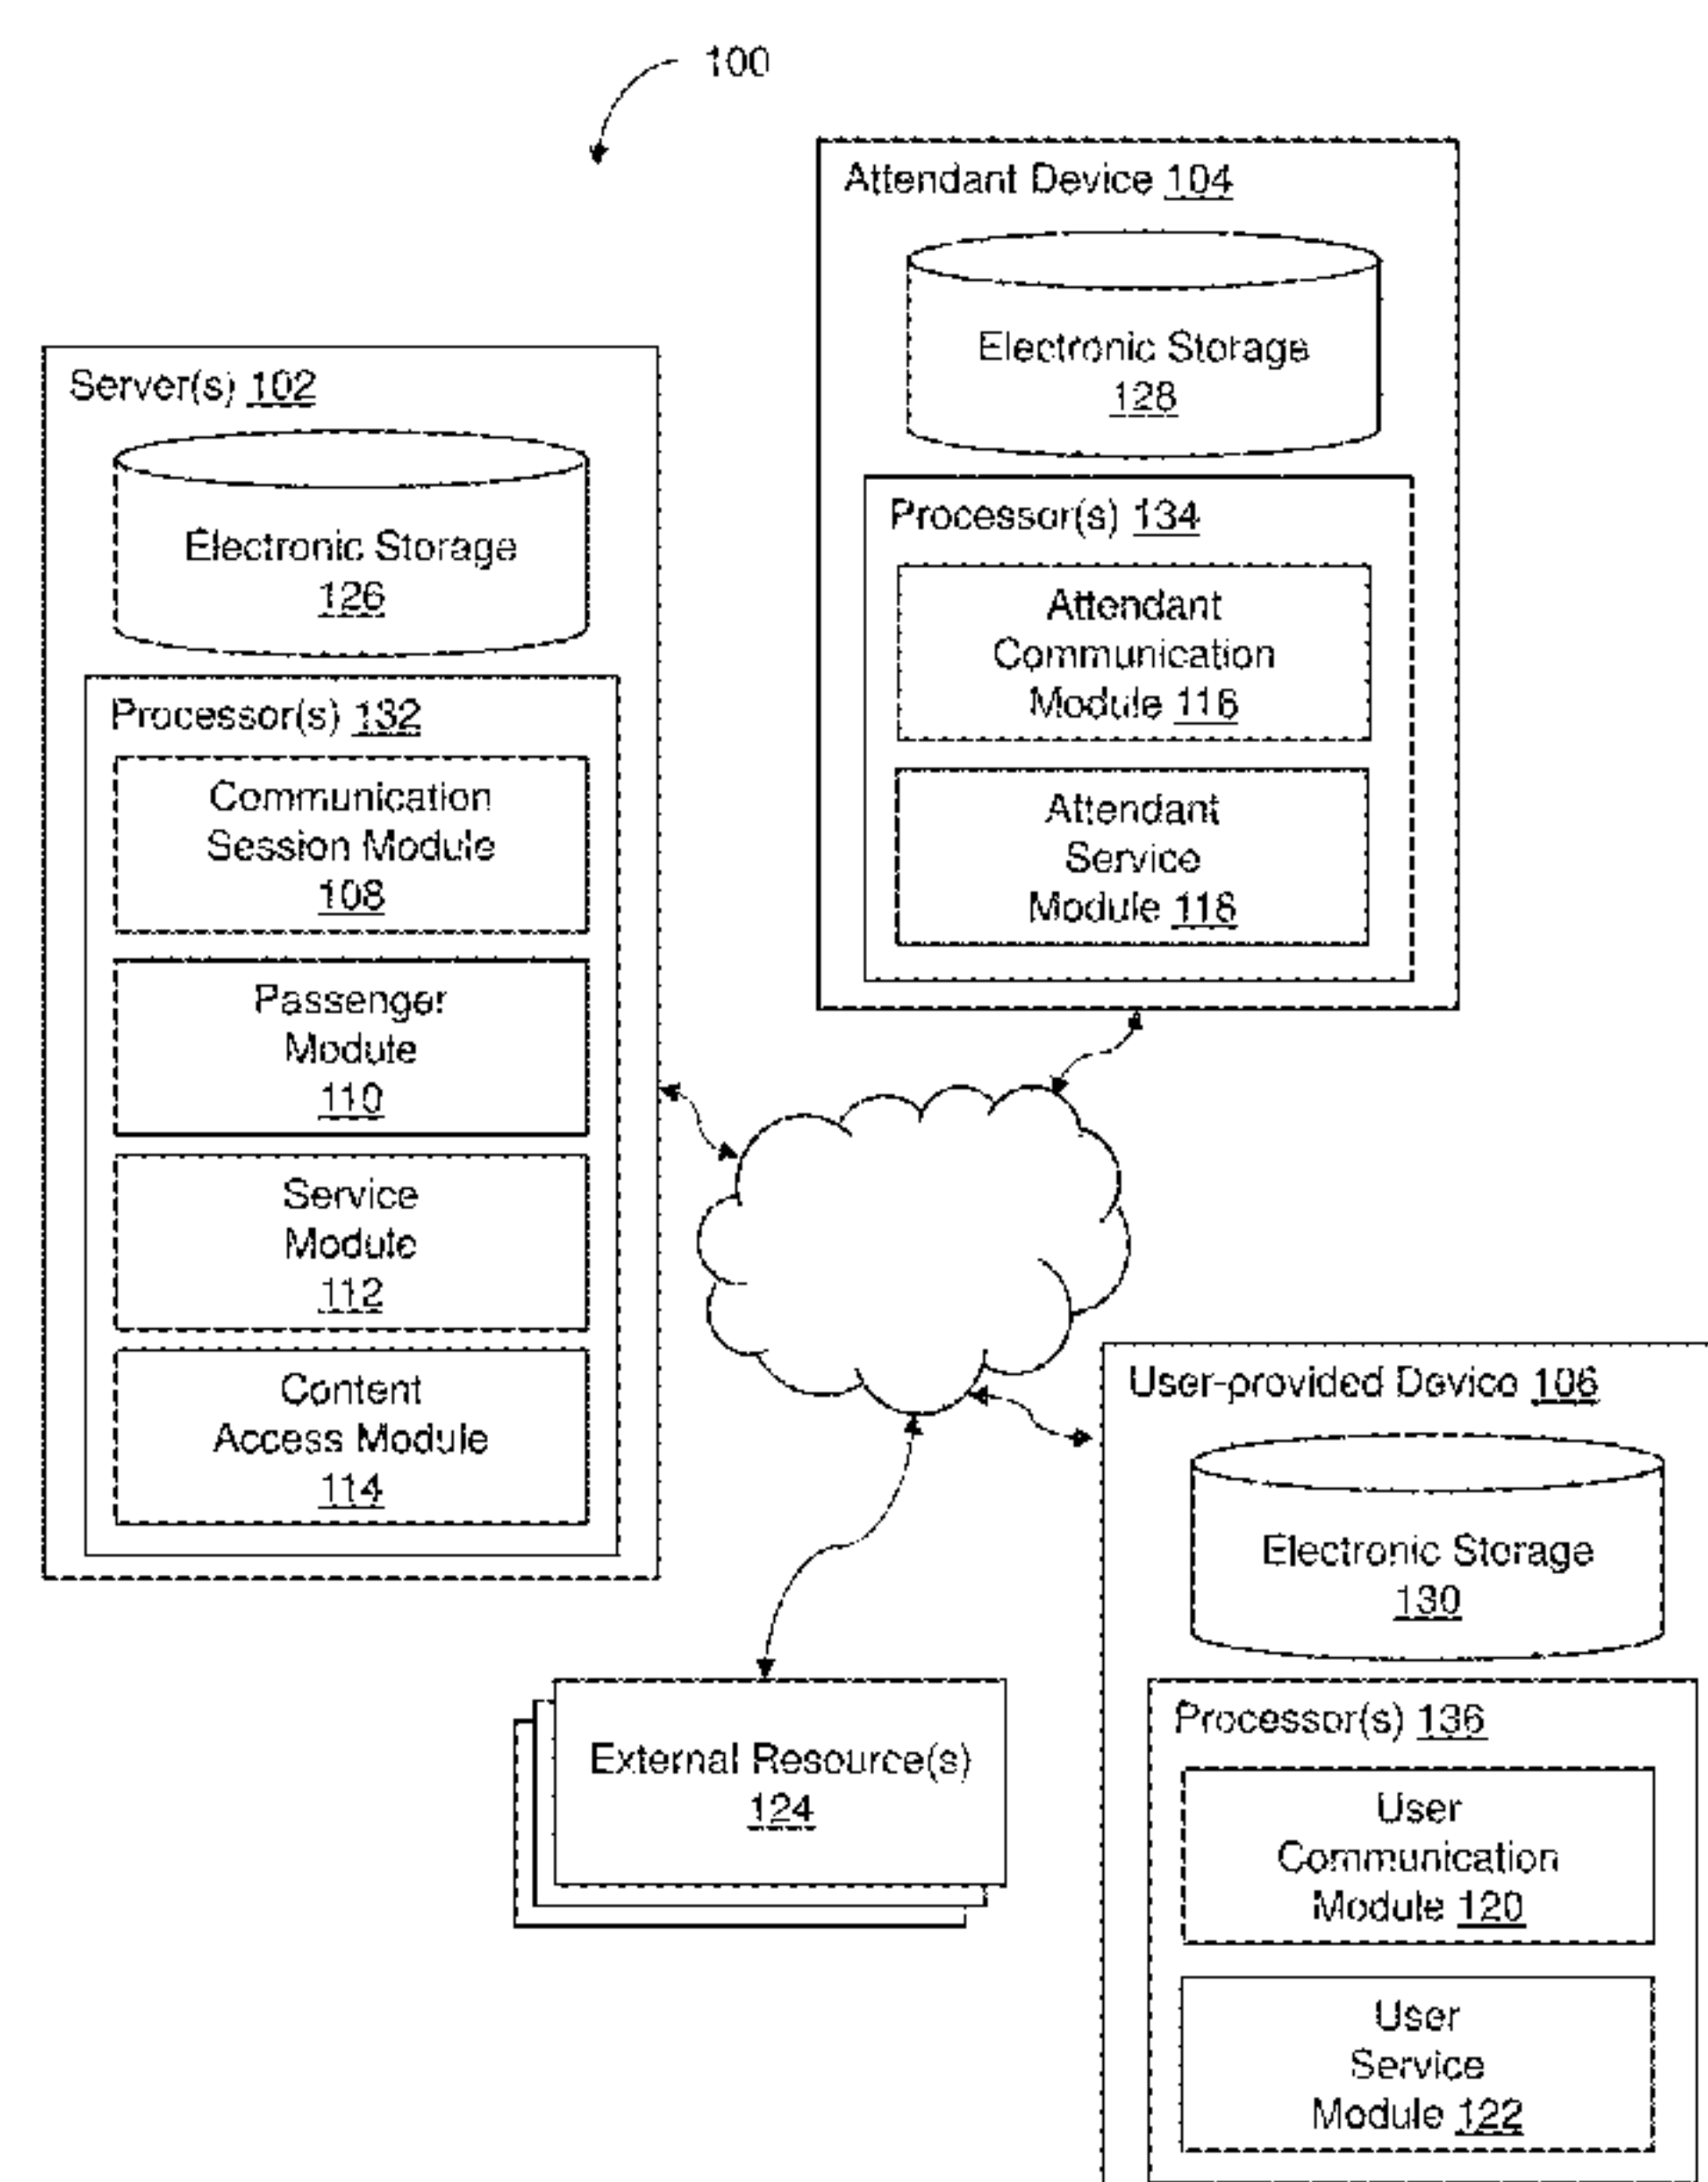 100
Attendant Device 104
Electronic Storage
128
Processor(s) 134
Attendant
Communication
Module 116
Attendant
Service
Module 118
Server(s) 102
Electronic Storage
126
Processor(s) 132
Communication
Session Module
108
Passenger
Module
110
Service
Module
112
Content
Access Module
114
User-provided Device 106
Electronic Storage
130
Processor(s) 136
User
Communication
Module 120
User
Service
Module 122
External Resource(s)
124